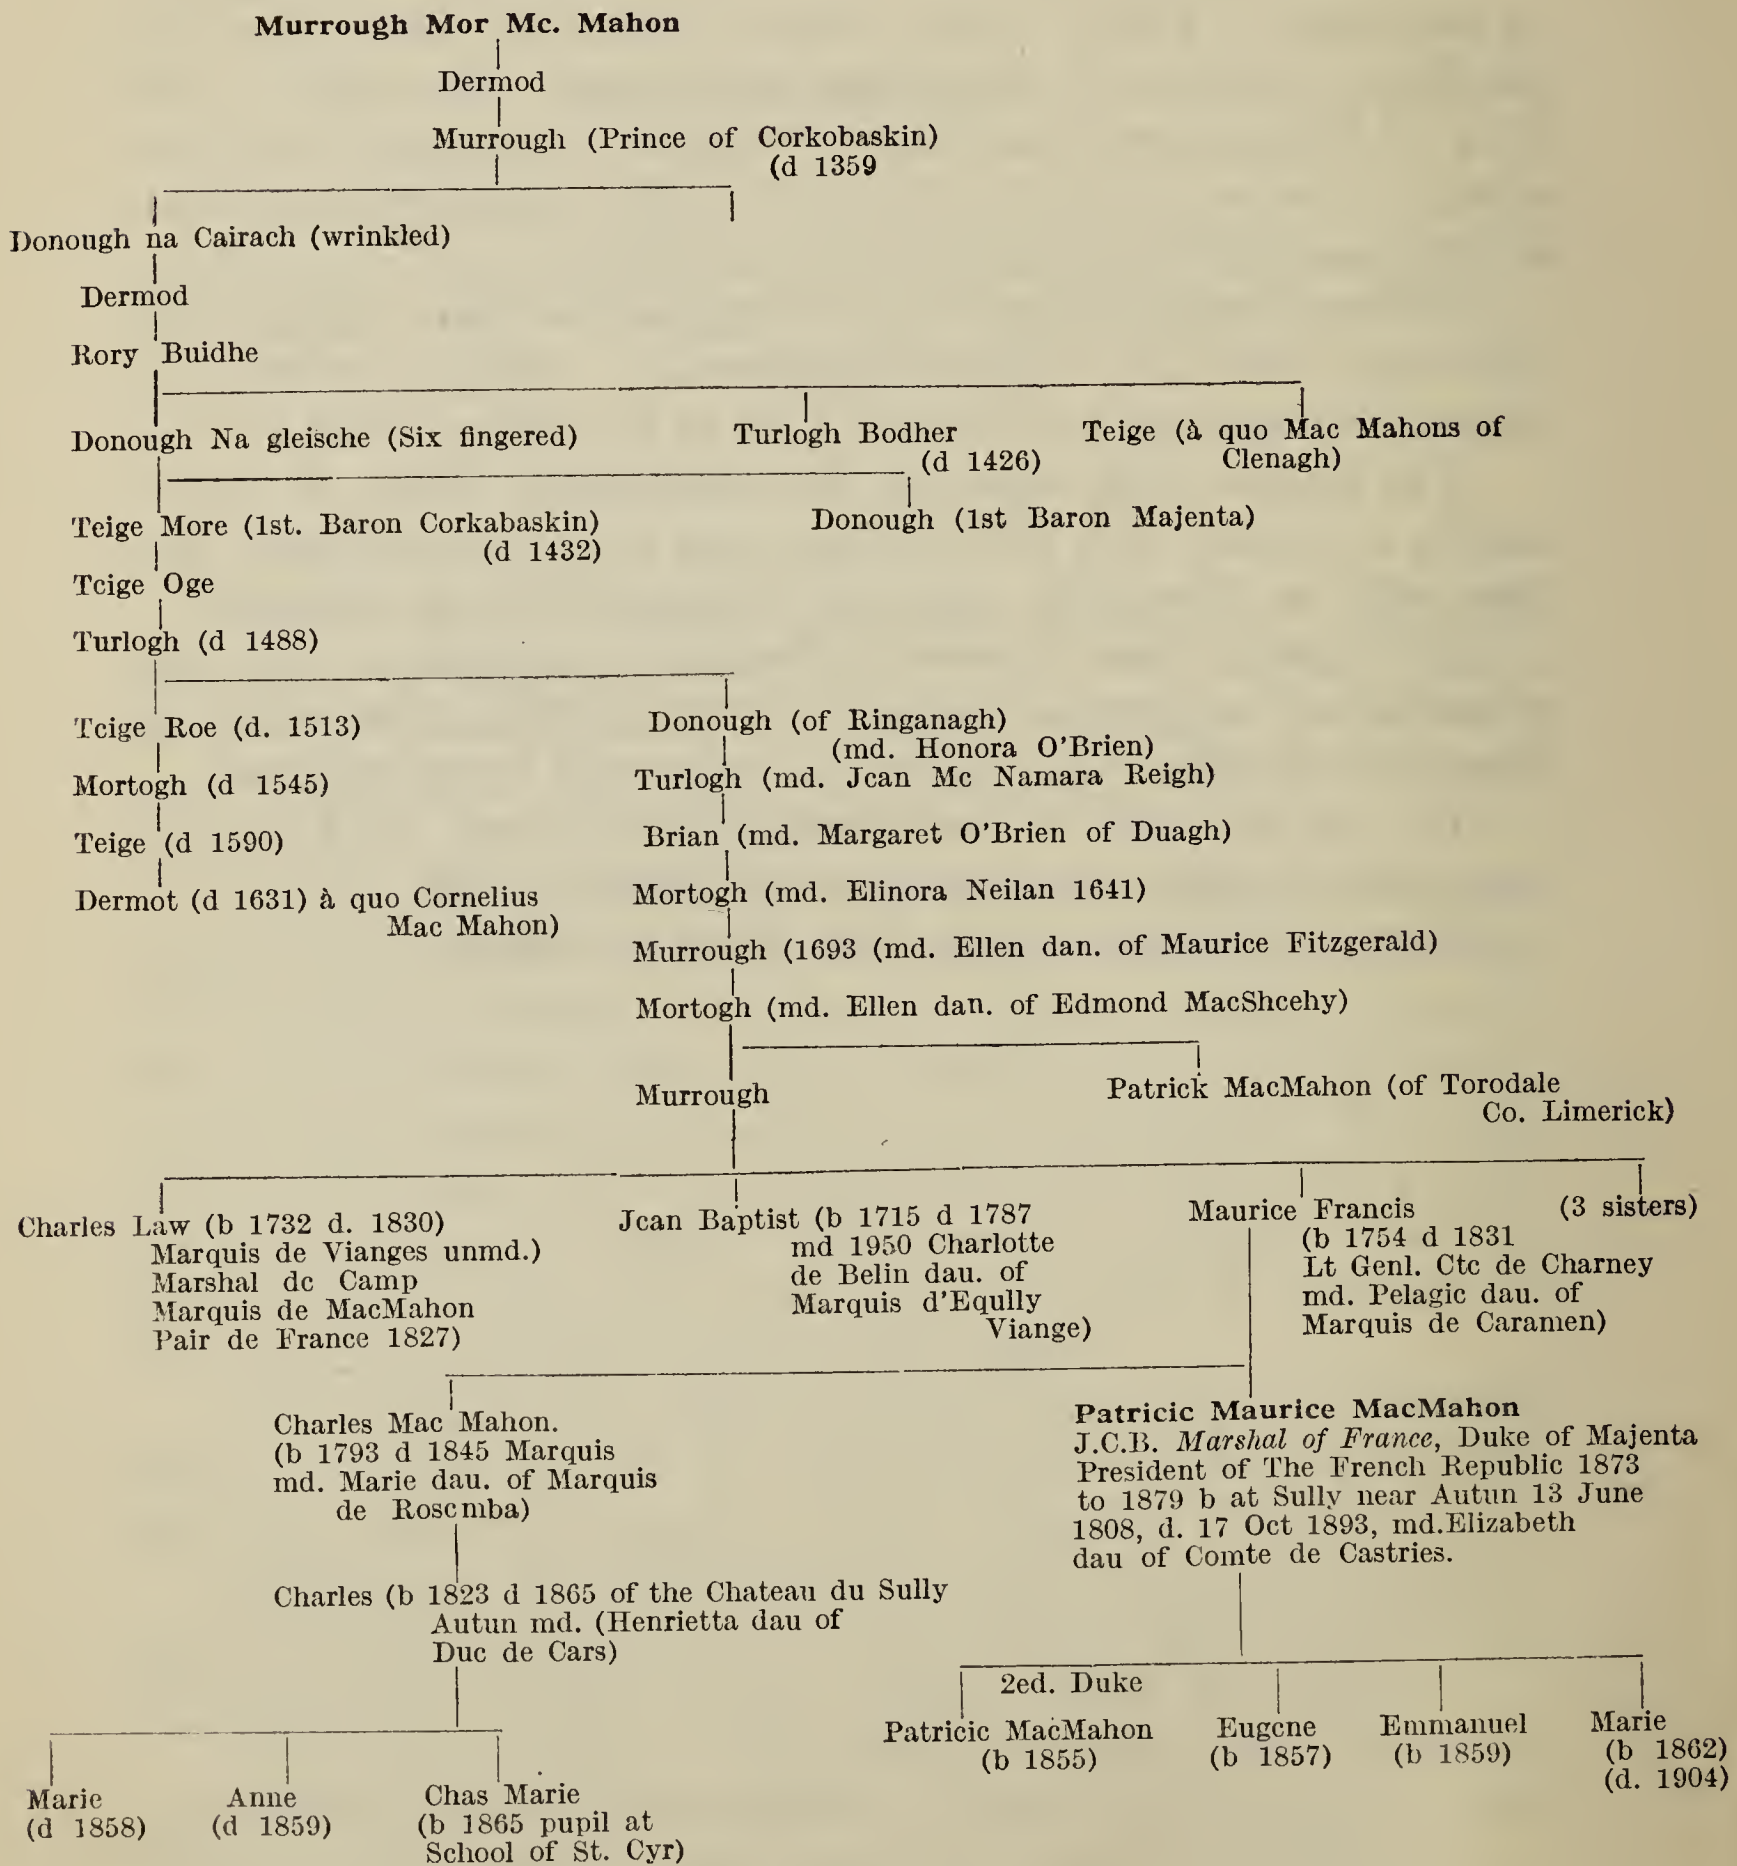 Murrough Mor Mc. Mahon
Dermod
Murrough (Prince of Corkobaskin)
(d 1359
Donough na Cairach (wrinkled)
Dermod
Rory Buidhe
Donough Na gleische (Six fingered)
Turlogh Bodher
(d 1426)
Teige (à quo Mac Mahons of
Clenagh)
Teige More (1st. Baron Corkabaskin)
(d 1432)
Donough (1st Baron Majenta)
Tcige Oge
Turlogh (d 1488)
Tcige Roe (d. 1513)
Mortogh (d 1545)
Teige (d 1590)
Dermot (d 1631) à quo Cornelius
Mac Mahon)
Donough (of Ringanagh)
(md. Honora O'Brien)
Turlogh (md. Jcan Mc Namara Reigh)
Brian (md. Margaret O'Brien of Duagh)
Mortogh (md. Elinora Neilan 1641)
Murrough (1693 (md. Ellen dan. of Maurice Fitzgerald)
Mortogh (md. Ellen dan. of Edmond MacShcehy)
Murrough
Patrick MacMahon (of Torodale
Co. Limerick)
Charles Law (b 1732 d. 1830)
Marquis de Vianges unmd.)
Marshal dc Camp
Marquis de MacMahon
Pair de France 1827)
Jcan Baptist (b 1715 d 1787
md 1950 Charlotte
de Belin dau. of
Marquis d'Eqully
Viange)
Maurice Francis
(b 1754 d 1831
Lt Genl. Ctc de Charney
md. Pelagic dau. of
Marquis de Caramen)
(3 sisters)
Charles Mac Mahon.
(b 1793 d 1845 Marquis
md. Marie dau. of Marquis
de Roscmba)
Patricic Maurice MacMahon
J.C.B. Marshal of France, Duke of Majenta
President of The French Republic 1873
to 1879 b at Sully near Autun 13 June
1808, d. 17 Oct 1893, md.Elizabeth
dau of Comte de Castries.
Charles (b 1823 d 1865 of the Chateau du Sully
Autun md. (Henrietta dau of
Duc de Cars)
2ed. Duke
Patricic MacMahon
(b 1855)
Eugcne
(b 1857)
Emmanuel
(b 1859)
Marie
(b 1862)
(d. 1904)
Marie
(d 1858)
Anne
(d 1859)
Chas Marie
(b 1865 pupil at
School of St. Cyr)